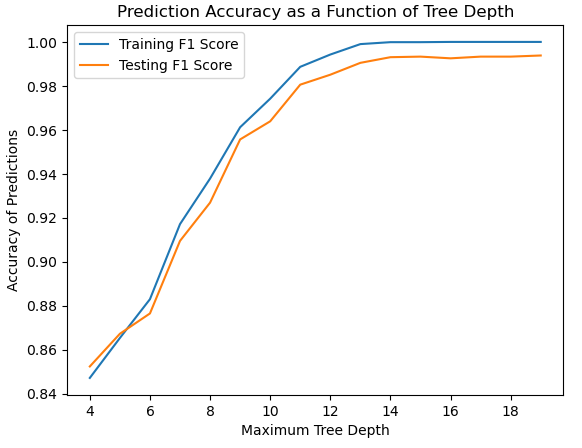 Prediction Accuracy as a Function of Tree Depth
Training F1 Score
Testing F1 Score
Accuracy of Predictions
1.00
0.98
0.96
0.94
0.92
0.90
0.88
0.86
0.84
4 6 8 10 12 14 16 18
Maximum Tree Depth